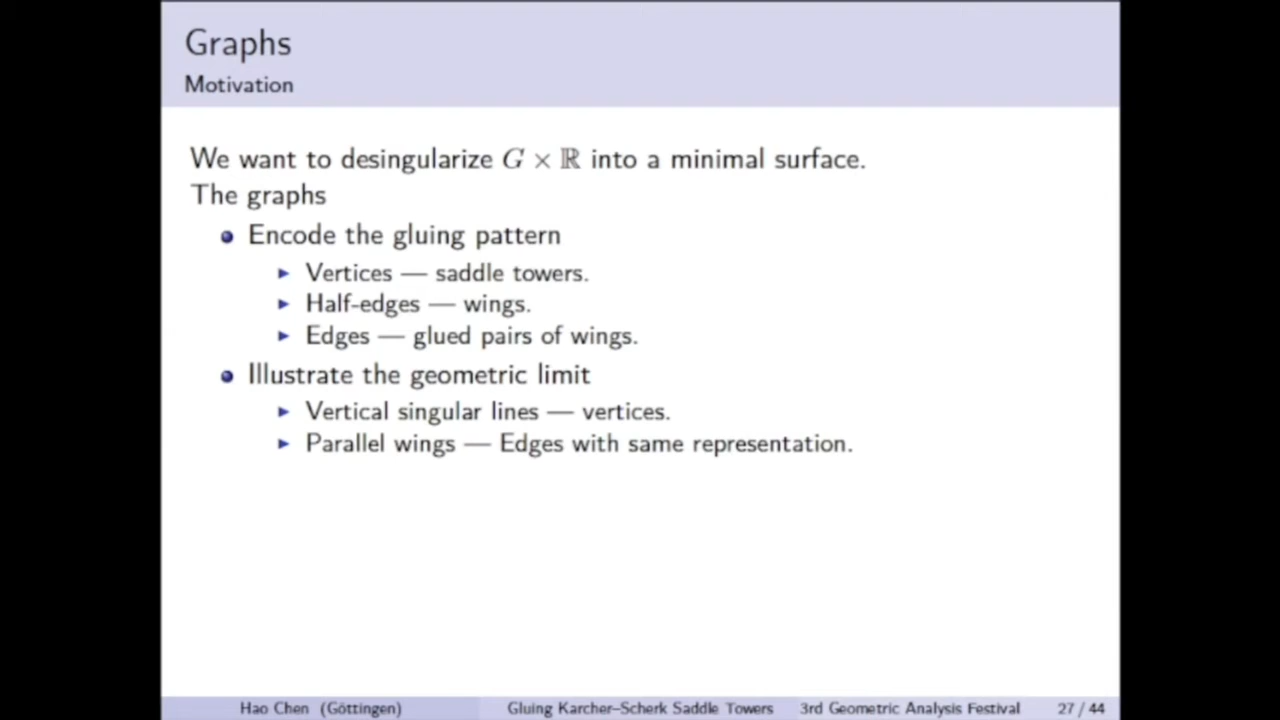 Graphs
Motivation
We want to desingularize G × ℝ into a minimal surface.
The graphs
Encode the gluing pattern
Vertices — saddle towers.
Half-edges — wings.
Edges — glued pairs of wings.
Illustrate the geometric limit
Vertical singular lines — vertices.
Parallel wings — Edges with same representation.
Hao Chen (Göttingen) Gluing Karcher–Scherk Saddle Towers 3rd Geometric Analysis Festival 27 / 44